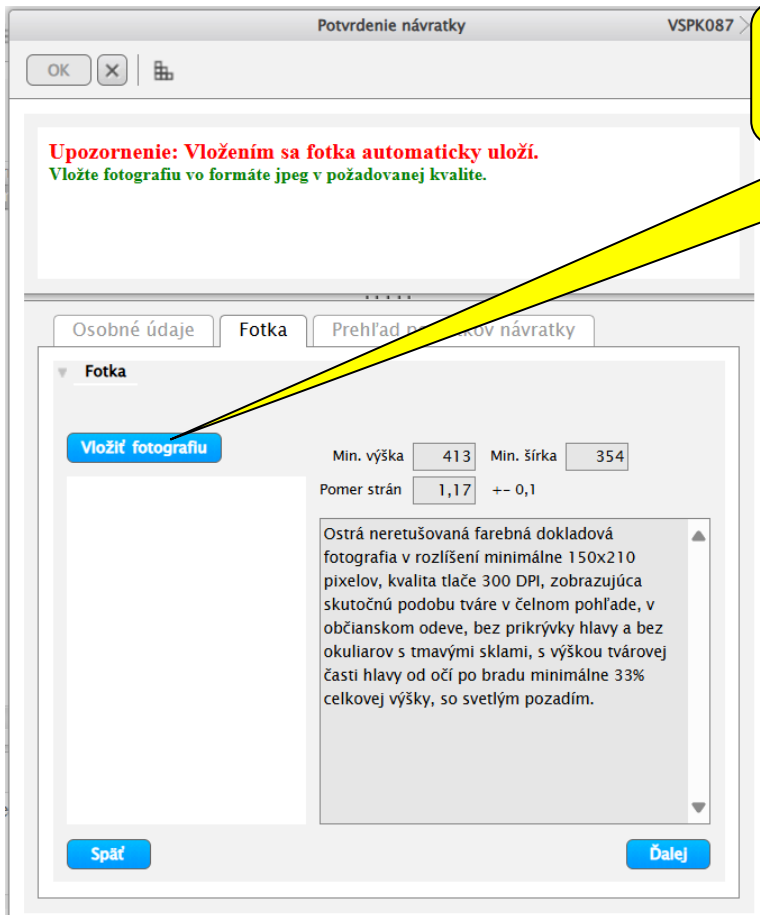 Potvrdenie návratky VSPK087
OK
Upozornenie: Vložením sa fotka automaticky uloží.
Vložte fotografiu vo formáte jpeg v požadovanej kvalite.
Osobné údaje Fotka Prehľad návratky
Fotka
Vložiť fotografiu
Min. výška 413 Min. šírka 354
Pomer strán 1,17 +- 0,1
Ostrá neretušovaná farebná dokladová
fotografia v rozlíšení minimálne 150x210
pixelov, kvalita tlače 300 DPI, zobrazujúca
skutočnú podobu tváre v čelnom pohľade, v
občianskom odeve, bez prikrývky hlavy a bez
okuliarov s tmavými sklami, s výškou tvárovej
časti hlavy od očí po bradu minimálne 33%
celkovej výšky, so svetlým pozadím.
Späť Ďalej